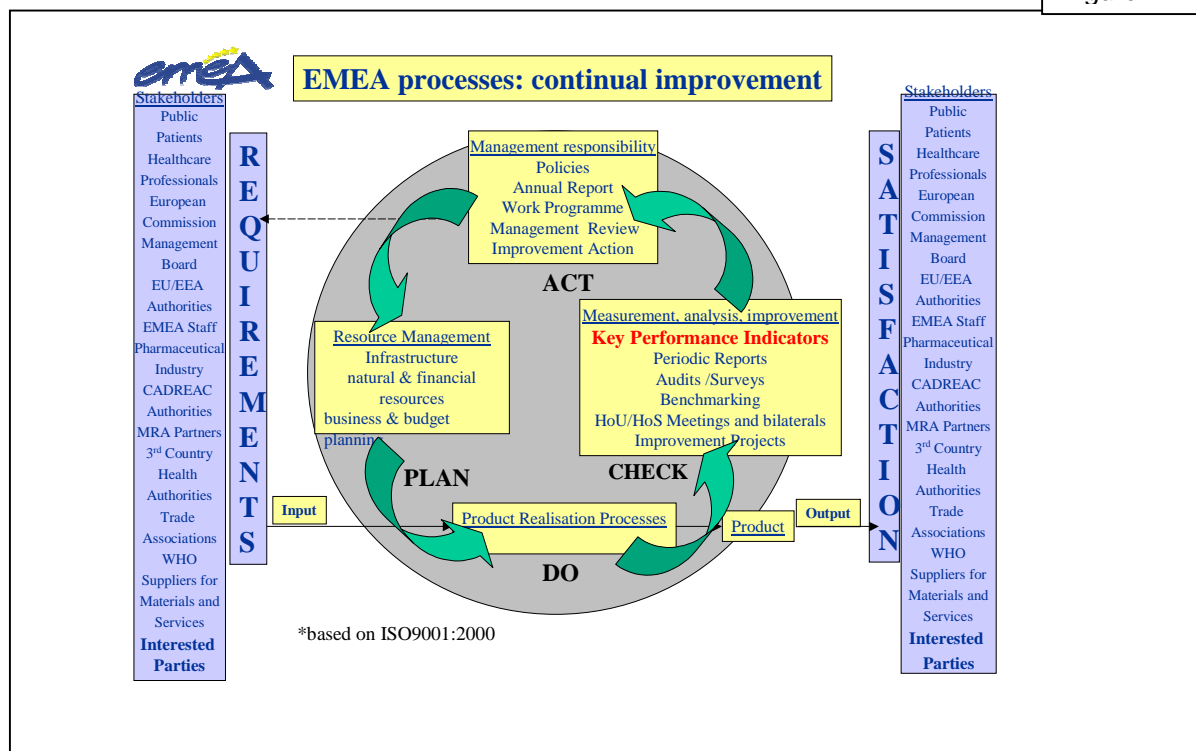 emeA
EMEA processes: continual improvement
Stakeholders
Public
Patients
Healthcare
Professionals
European
Commission
Management
Board
EU/EEA
Authorities
EMEA Staff
Pharmaceutical
Industry
CADREAC
Authorities
MRA Partners
3rd Country
Health
Authorities
Trade
Associations
WHO
Suppliers for
Materials and
Services
Interested
Parties
REQUIREMENTS
Management responsibility
Policies
Annual Report
Work Programme
Management Review
Improvement Action
ACT
Resource Management
Infrastructure
natural & financial
resources
business & budget
planning
PLAN
Measurement, analysis, improvement
Key Performance Indicators
Periodic Reports
Audits /Surveys
Benchmarking
HoU/HoS Meetings and bilaterals
Improvement Projects
CHECK
Input
Product Realisation Processes
DO
Product
Output
SATISFACTION
Stakeholders
Public
Patients
Healthcare
Professionals
European
Commission
Management
Board
EU/EEA
Authorities
EMEA Staff
Pharmaceutical
Industry
CADREAC
Authorities
MRA Partners
3rd Country
Health
Authorities
Trade
Associations
WHO
Suppliers for
Materials and
Services
Interested
Parties
*based on ISO9001:2000